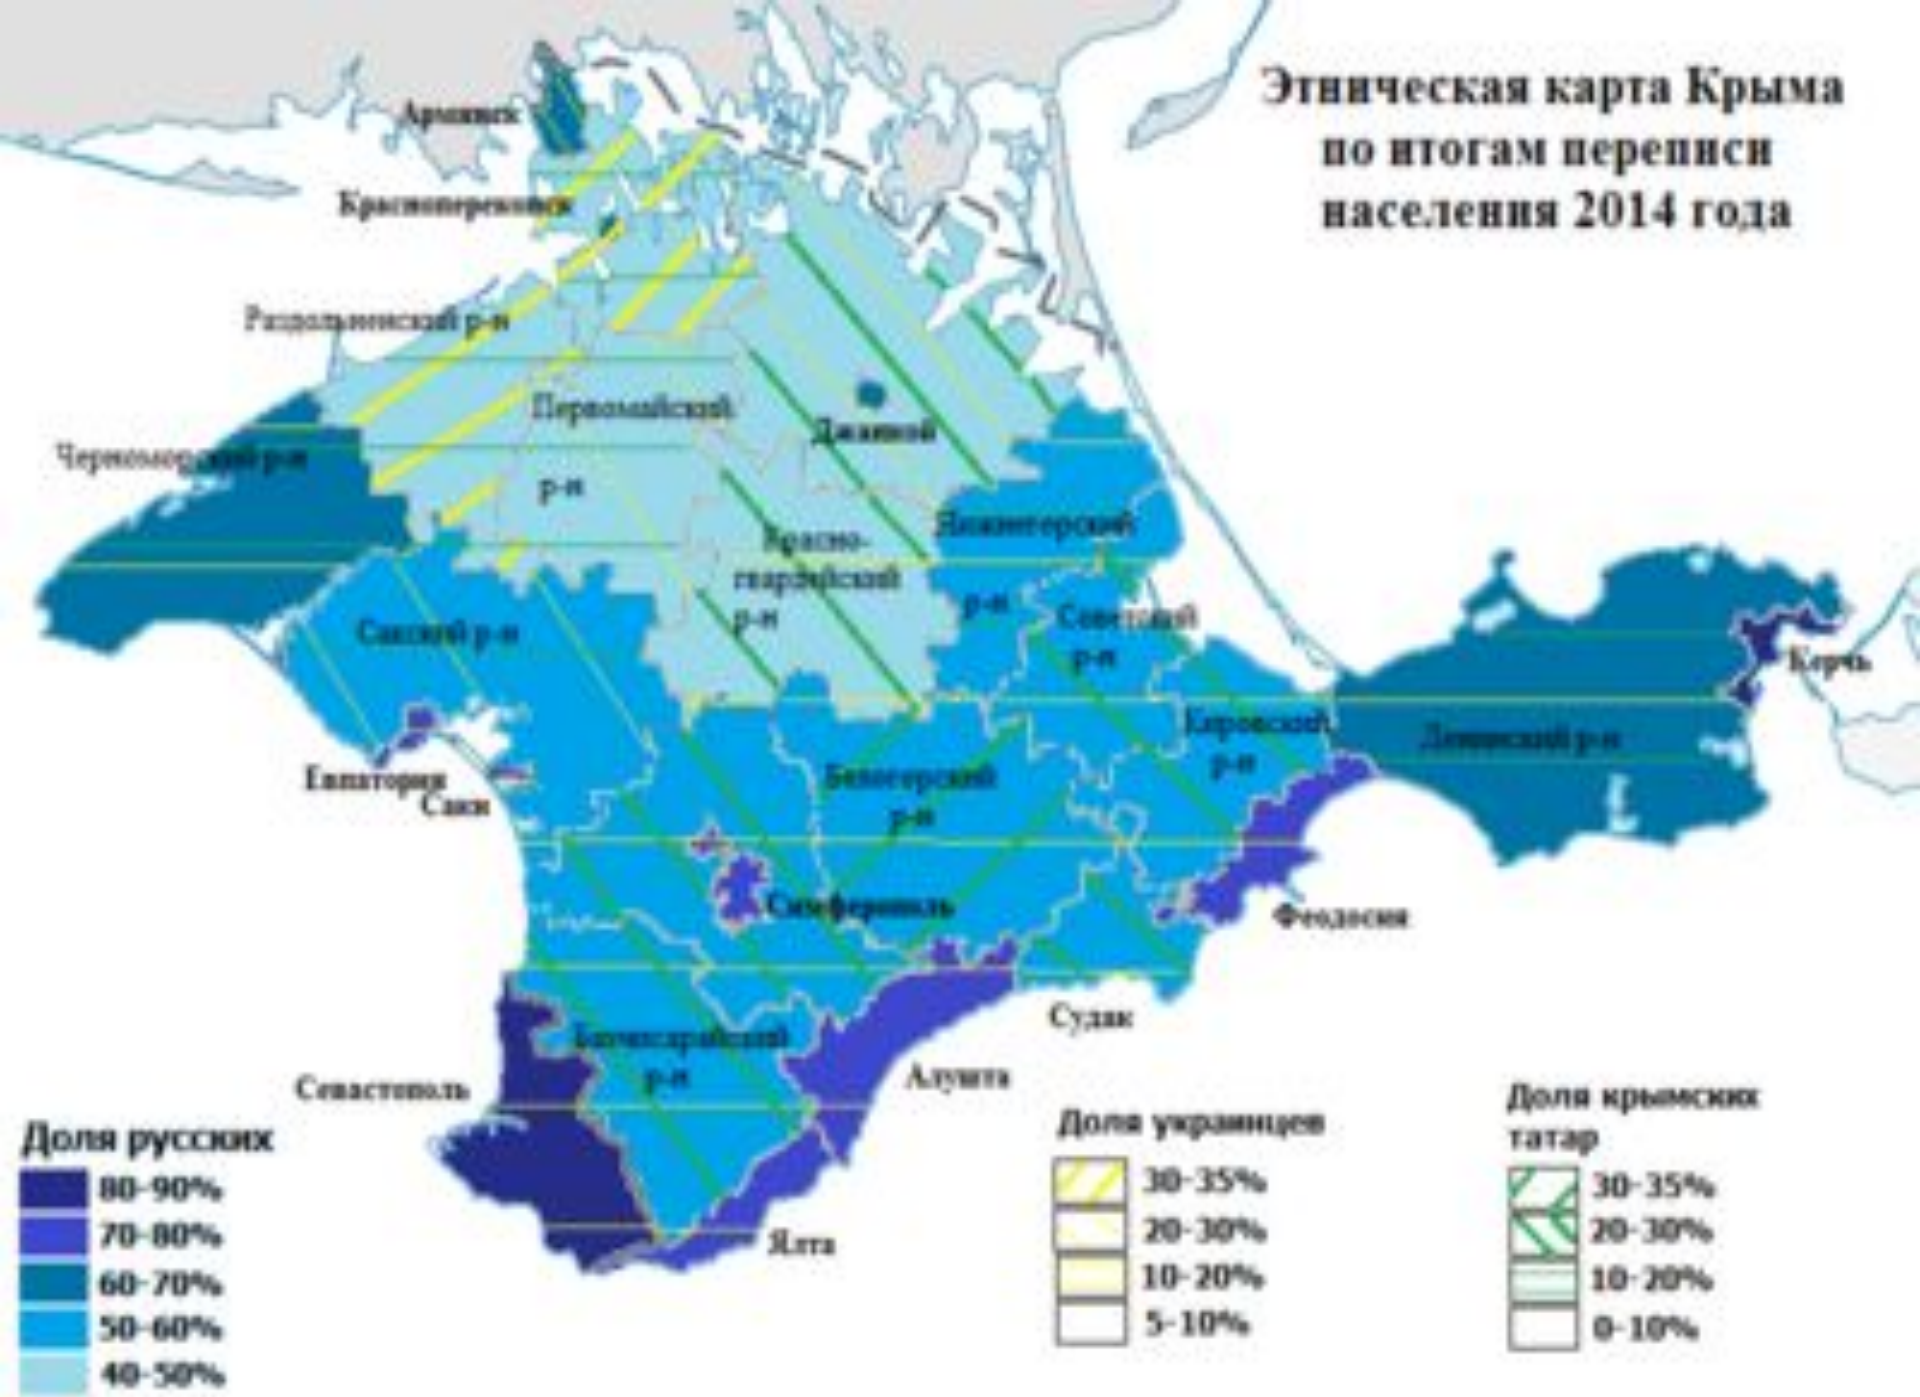 Этническая карта Крыма
по итогам переписи
населения 2014 года
Армянск
Красноперекопск
Раздольненский р-н
Первомайский
р-н
Джанкой
Черноморский р-н
Красно-
гвардейский
р-н
Нижнегорский
р-н
Советский
р-н
Сакский р-н
Керчь
Кировский
р-н
Ленинский р-н
Евпатория
Саки
Белогорский
р-н
Симферополь
Феодосия
Судак
Бахчисарайский
р-н
Алушта
Севастополь
Ялта
Доля русских
80-90%
70-80%
60-70%
50-60%
40-50%
Доля украинцев
30-35%
20-30%
10-20%
5-10%
Доля крымских
татар
30-35%
20-30%
10-20%
0-10%